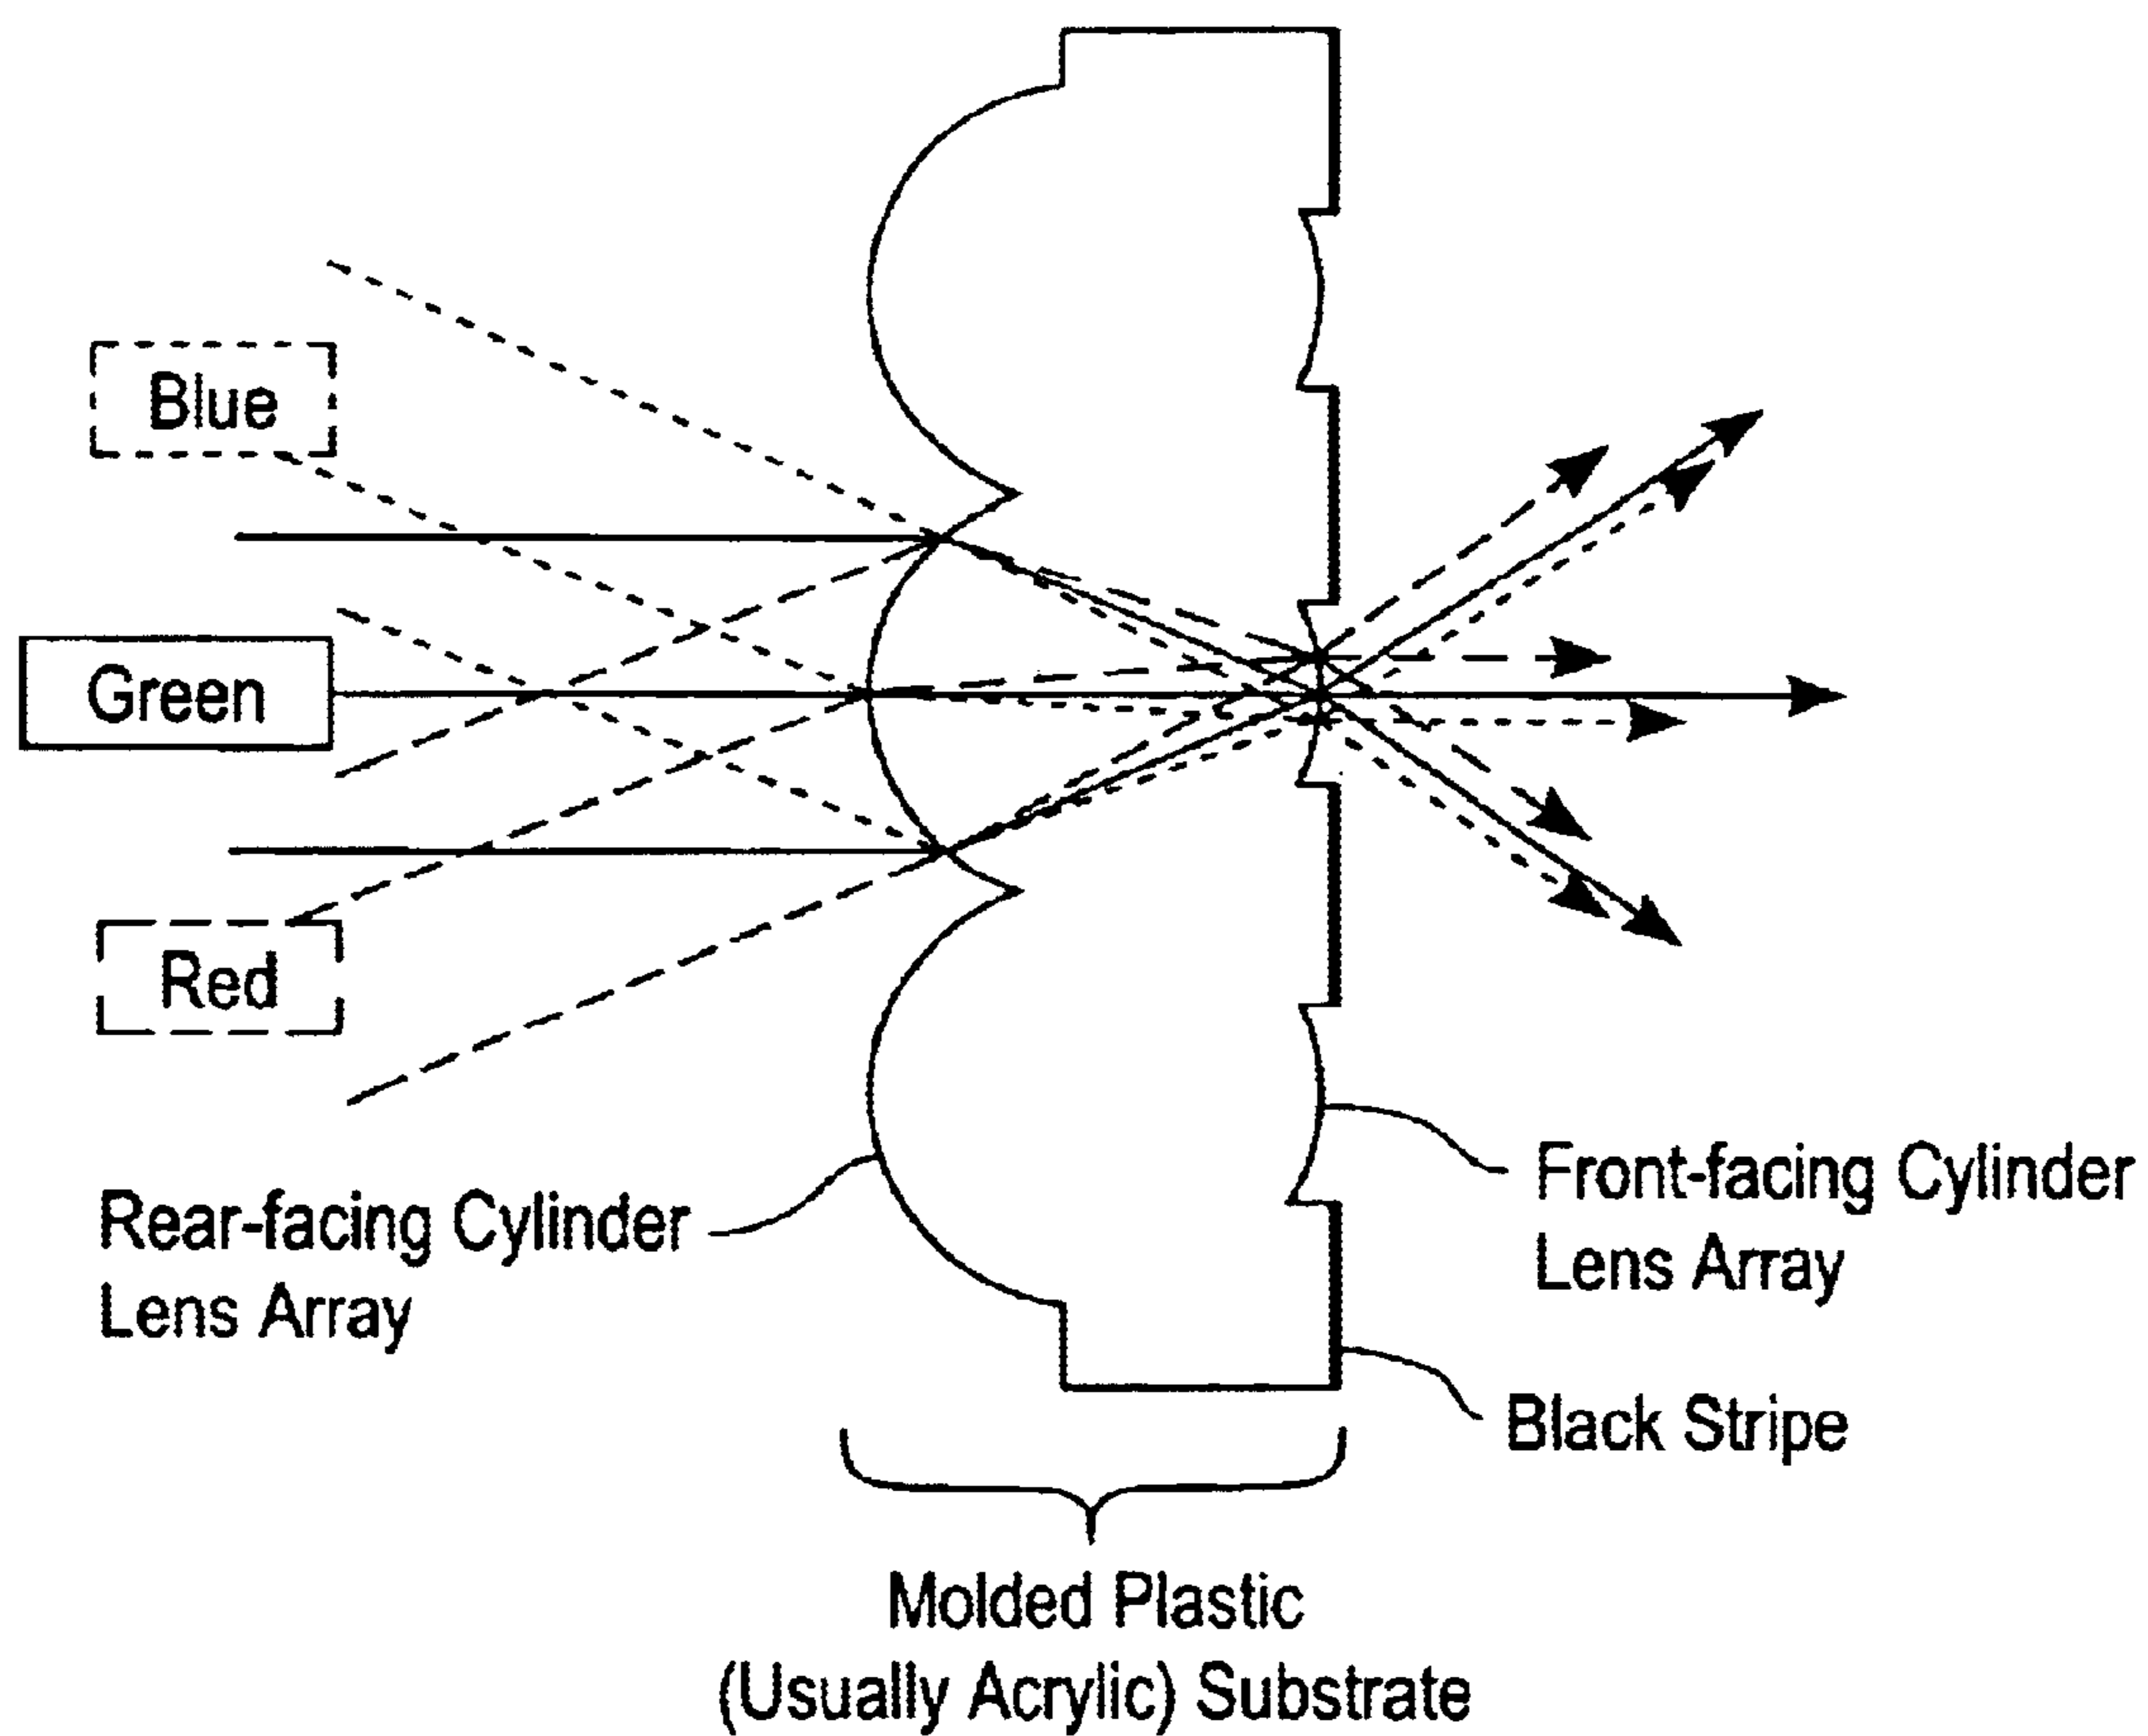 Blue
Green
Red
Rear-facing Cylinder
Lens Array
Front-facing Cylinder
Lens Array
Black Stripe
Molded Plastic
(Usually Acrylic) Substrate